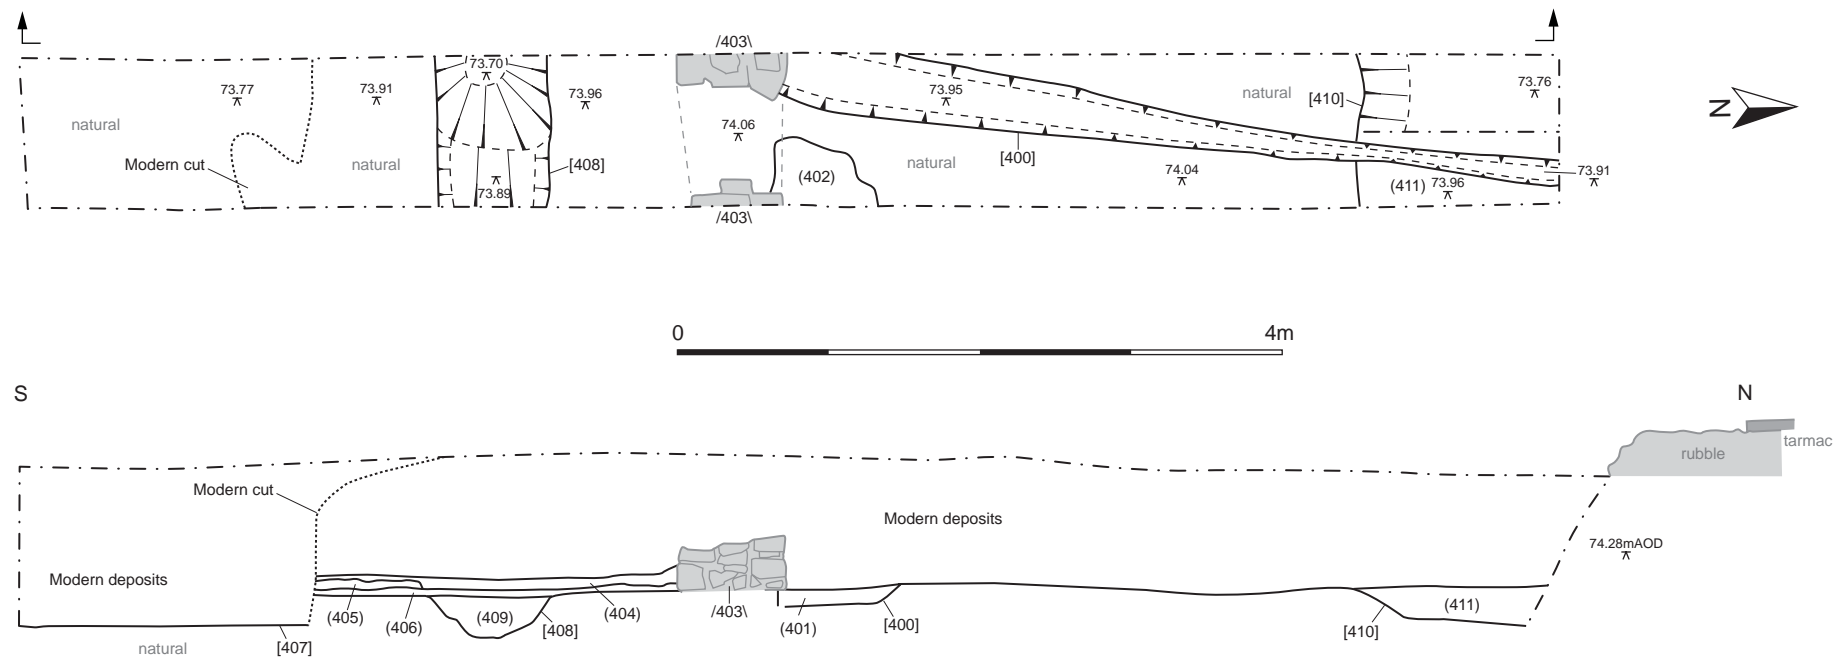 /403\
73.70
73.77
73.91
73.96
73.95
natural
[410]
73.76
N
natural
74.06
Modern cut
natural
[408]
(402)
natural
[400]
74.04
73.91
73.89
(411)
73.96
/403\
0
4m
S
N
tarmac
rubble
Modern cut
Modern deposits
74.28mAOD
Modern deposits
(405)
(406)
(409)
[408]
(404)
/403\
(401)
[400]
[410]
(411)
natural
[407]